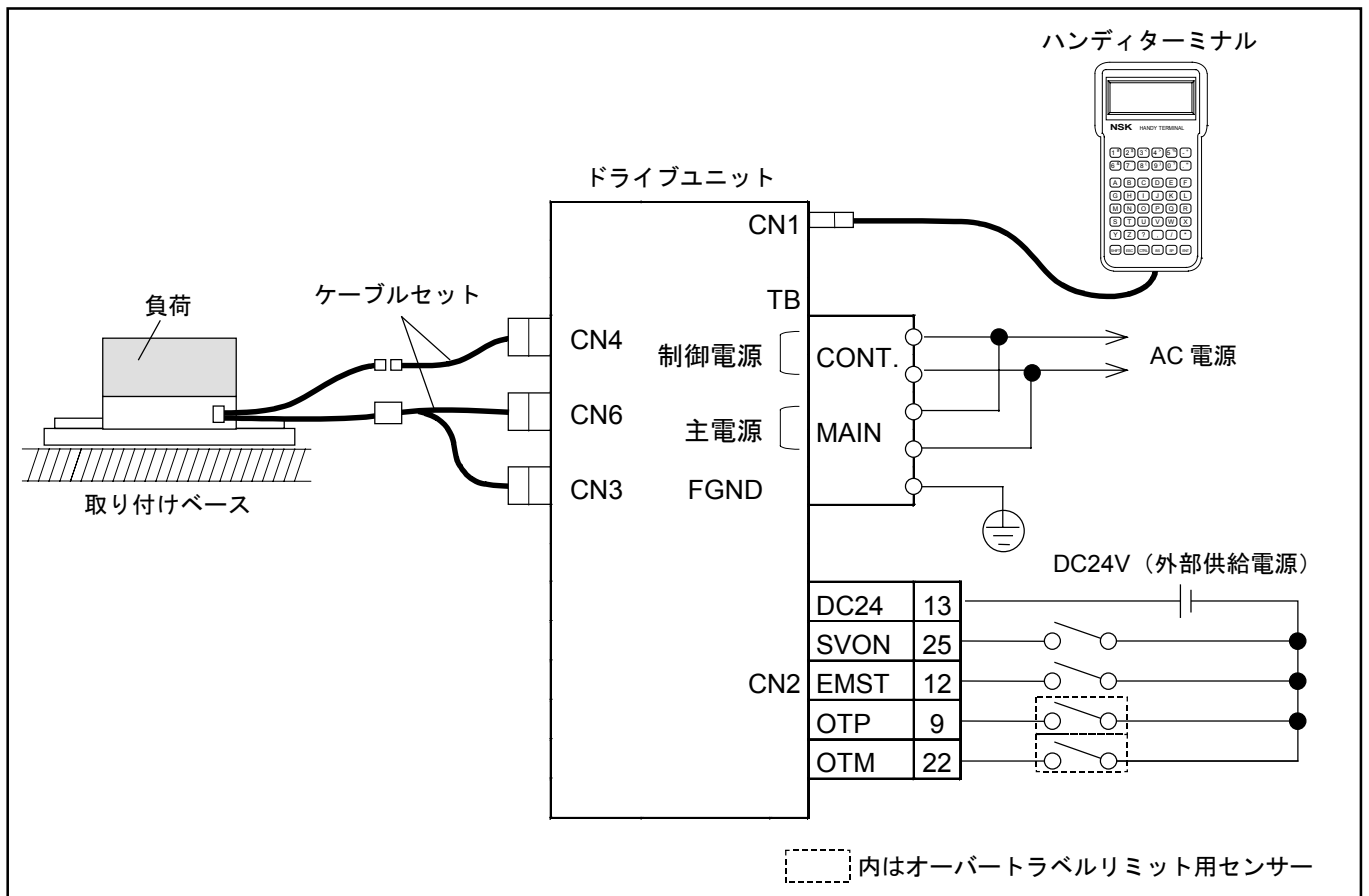 ハンディターミナル
NSK HANDY TERMINAL
A B C D E F
G H I J K L
M N O P Q R
S T U V W X
ドライブユニット
CN1
TB
ケーブルセット
負荷
CN4
制御電源
CONT.
AC 電源
CN6
主電源
MAIN
CN3
FGND
取り付けベース
DC24V（外部供給電源）
DC24 13
SVON 25
CN2 EMST 12
OTP 9
OTM 22
内はオーバートラベルリミット用センサー